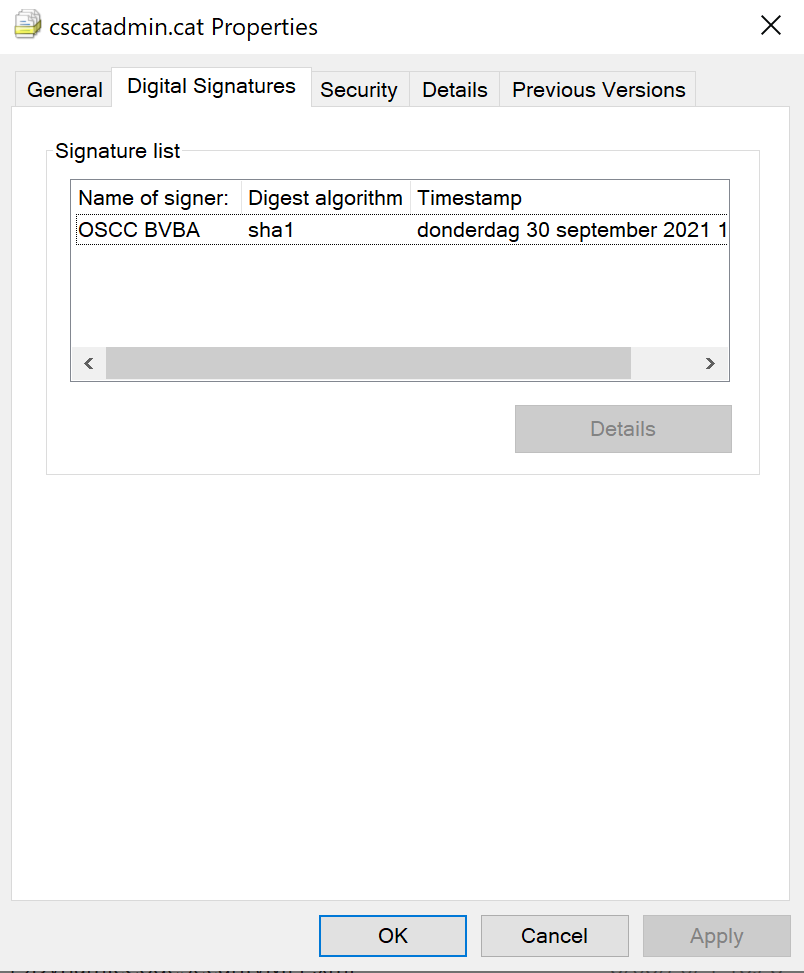 cscatadmin.cat Properties
General Digital Signatures Security Details Previous Versions
Signature list
Name of signer: Digest algorithm Timestamp
OSCC BVBA sha1 donderdag 30 september 2021 1
Details
OK Cancel Apply